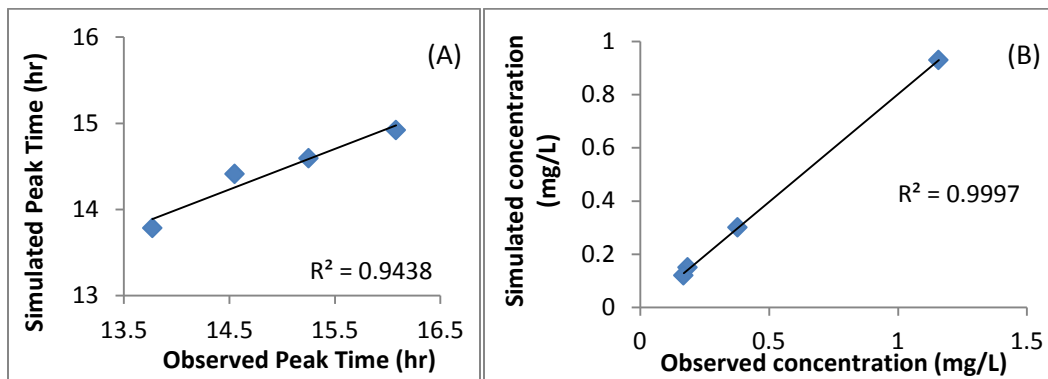 (A)
Simulated Peak Time (hr)
16
15
14
13
R² = 0.9438
13.5 14.5 15.5 16.5
Observed Peak Time (hr)
(B)
Simulated concentration
(mg/L)
1
0.8
0.6
0.4
0.2
0
R² = 0.9997
0 0.5 1 1.5
Observed concentration (mg/L)